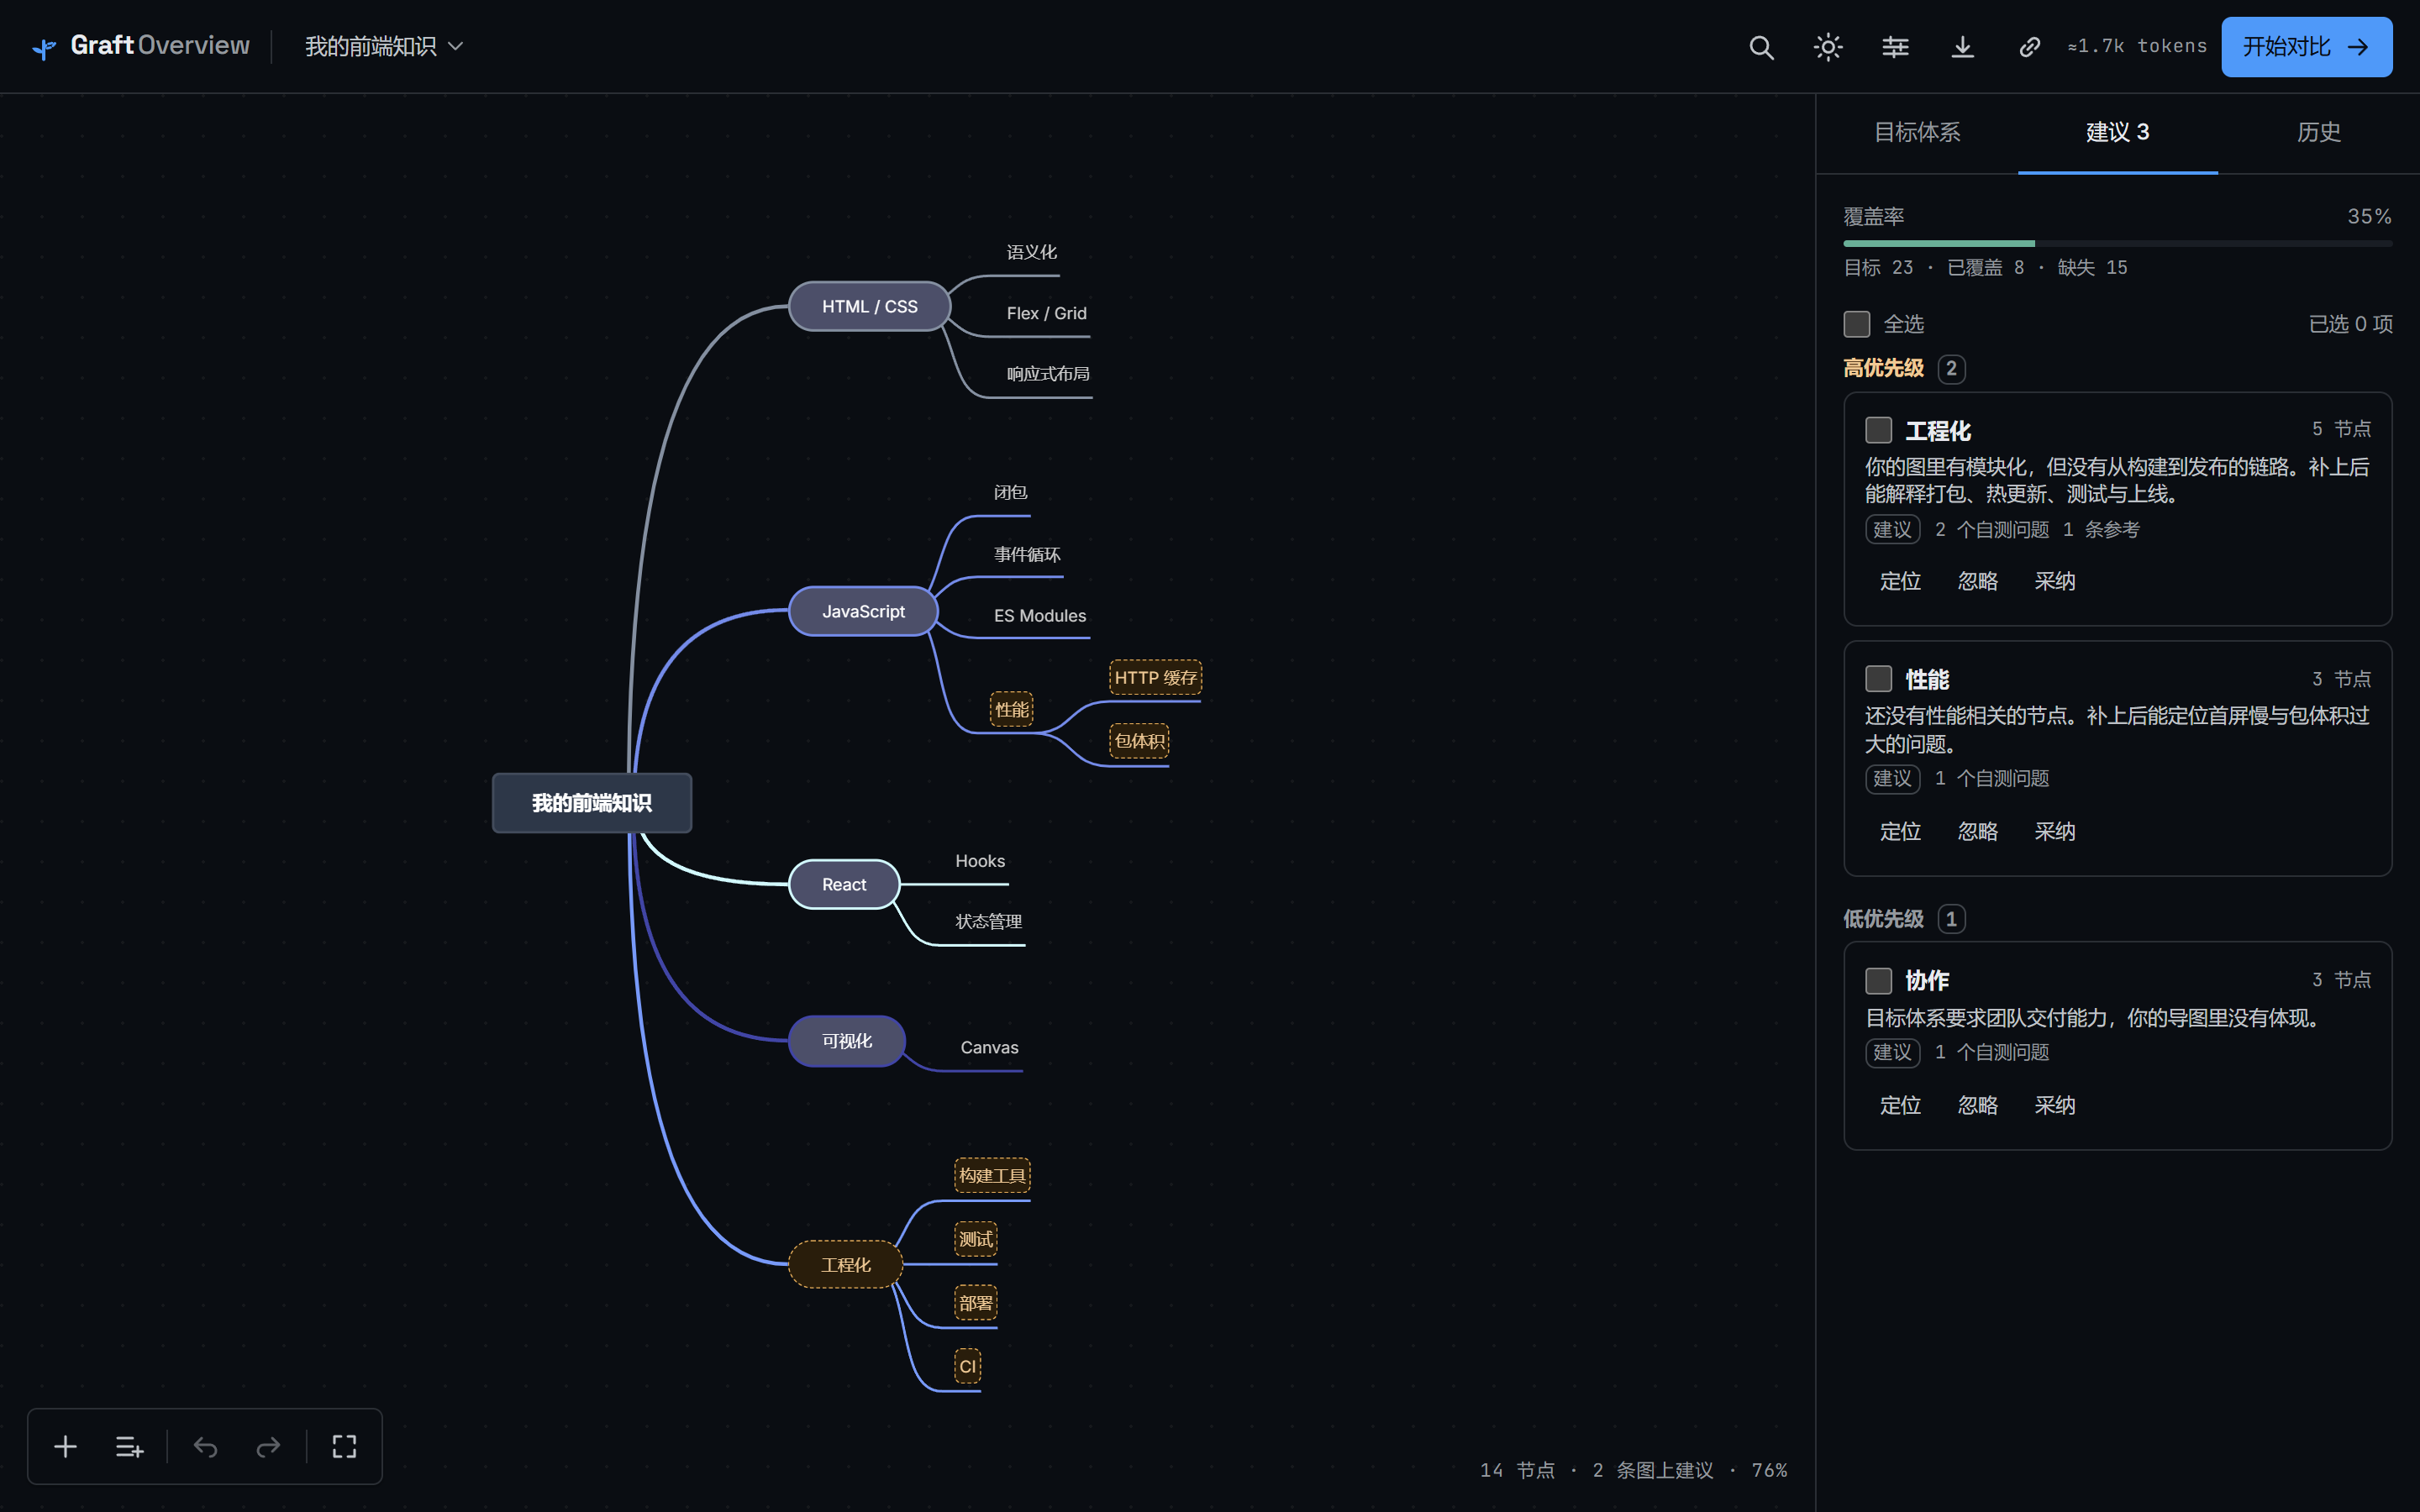 Graft Overview
我的前端知识
≈1.7k tokens
开始对比
语义化
HTML / CSS
Flex / Grid
响应式布局
闭包
事件循环
JavaScript
ES Modules
HTTP 缓存
性能
包体积
我的前端知识
Hooks
React
状态管理
可视化
Canvas
构建工具
测试
工程化
部署
CI
14 节点 · 2 条图上建议 · 76%
目标体系
建议 3
历史
覆盖率
35%
目标 23 · 已覆盖 8 · 缺失 15
全选
已选 0 项
高优先级 2
工程化
5 节点
你的图里有模块化，但没有从构建到发布的链路。补上后
能解释打包、热更新、测试与上线。
建议 2 个自测问题 1 条参考
定位 忽略 采纳
性能
3 节点
还没有性能相关的节点。补上后能定位首屏慢与包体积过
大的问题。
建议 1 个自测问题
定位 忽略 采纳
低优先级 1
协作
3 节点
目标体系要求团队交付能力，你的导图里没有体现。
建议 1 个自测问题
定位 忽略 采纳